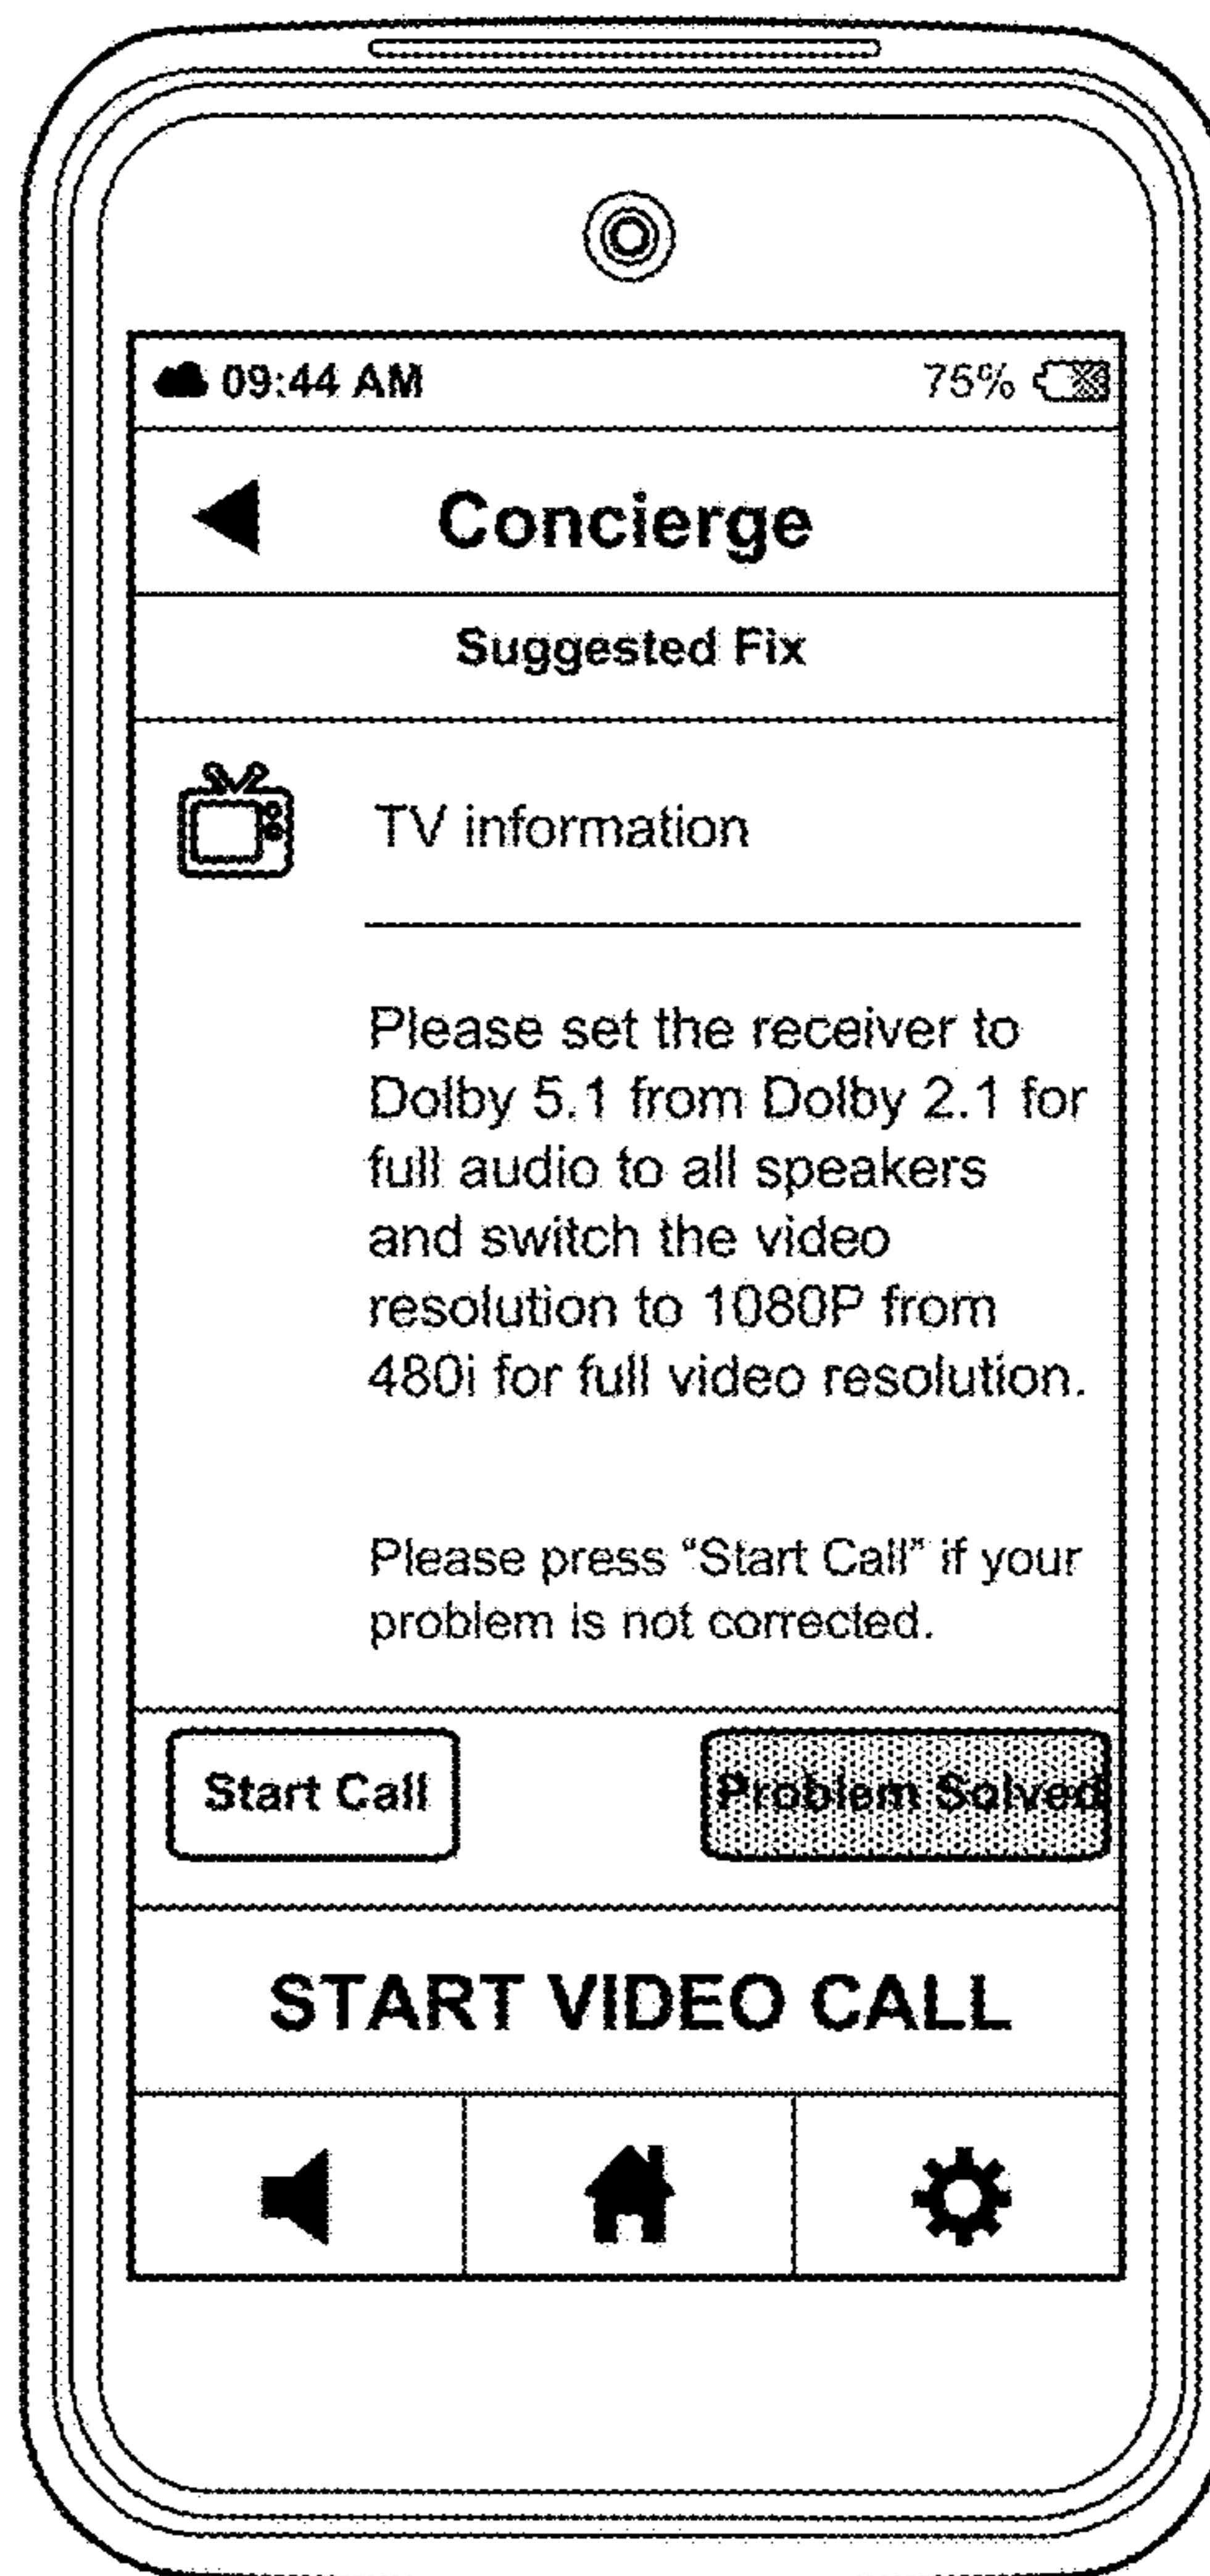 09:44 AM 75%
Concierge
Suggested Fix
TV information
Please set the receiver to
Dolby 5.1 from Dolby 2.1 for
full audio to all speakers
and switch the video
resolution to 1080P from
480i for full video resolution.
Please press “Start Call” if your
problem is not corrected.
Start Call Problem Solved
START VIDEO CALL